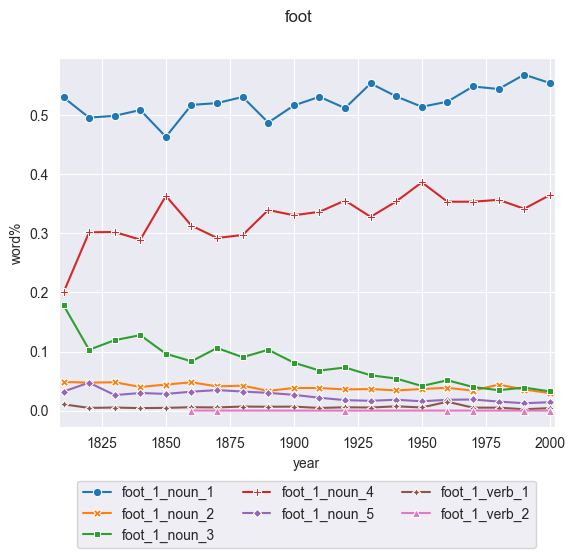 foot
word%
0.5
0.4
0.3
0.2
0.1
0.0
1825 1850 1875 1900 1925 1950 1975 2000
year
foot_1_noun_1 foot_1_noun_4 foot_1_verb_1
foot_1_noun_2 foot_1_noun_5 foot_1_verb_2
foot_1_noun_3